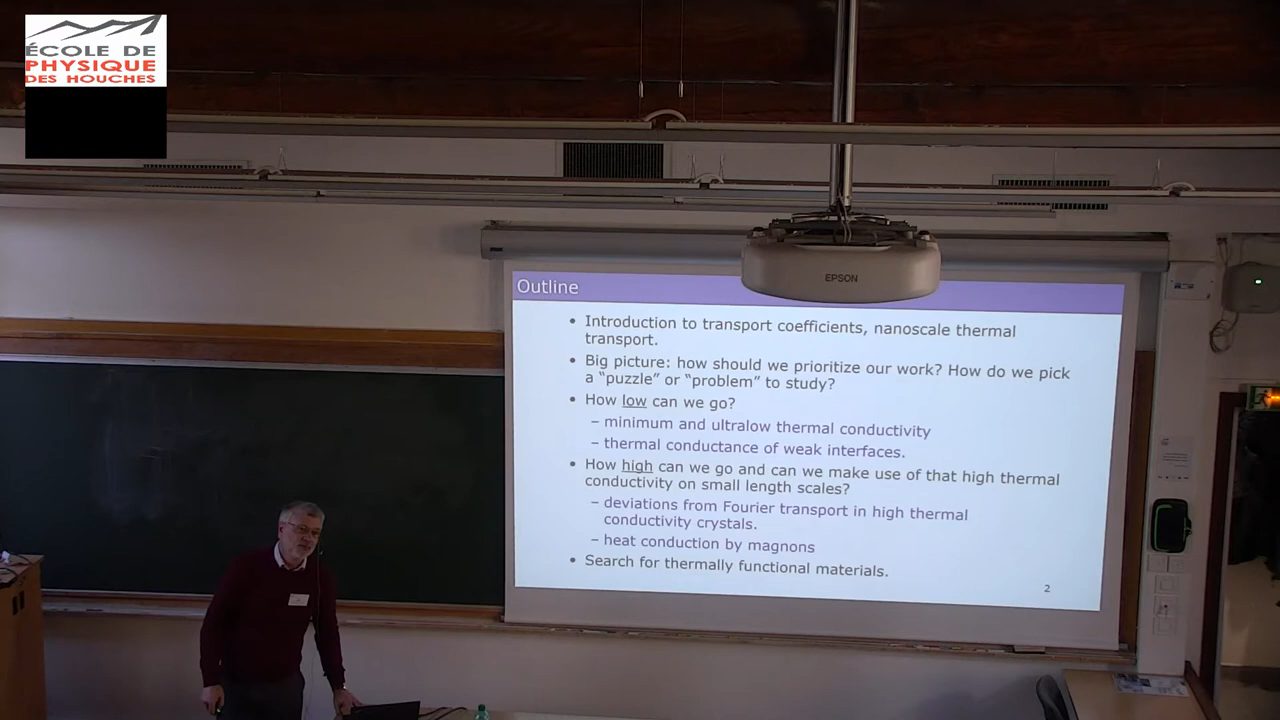 ÉCOLE DE
PHYSIQUE
DES HOUCHES
EPSON
Outline
• Introduction to transport coefficients, nanoscale thermal
transport.
• Big picture: how should we prioritize our work? How do we pick
a “puzzle” or “problem” to study?
• How low can we go?
– minimum and ultralow thermal conductivity
– thermal conductance of weak interfaces.
• How high can we go and can we make use of that high thermal
conductivity on small length scales?
– deviations from Fourier transport in high thermal
conductivity crystals.
– heat conduction by magnons
• Search for thermally functional materials.
2